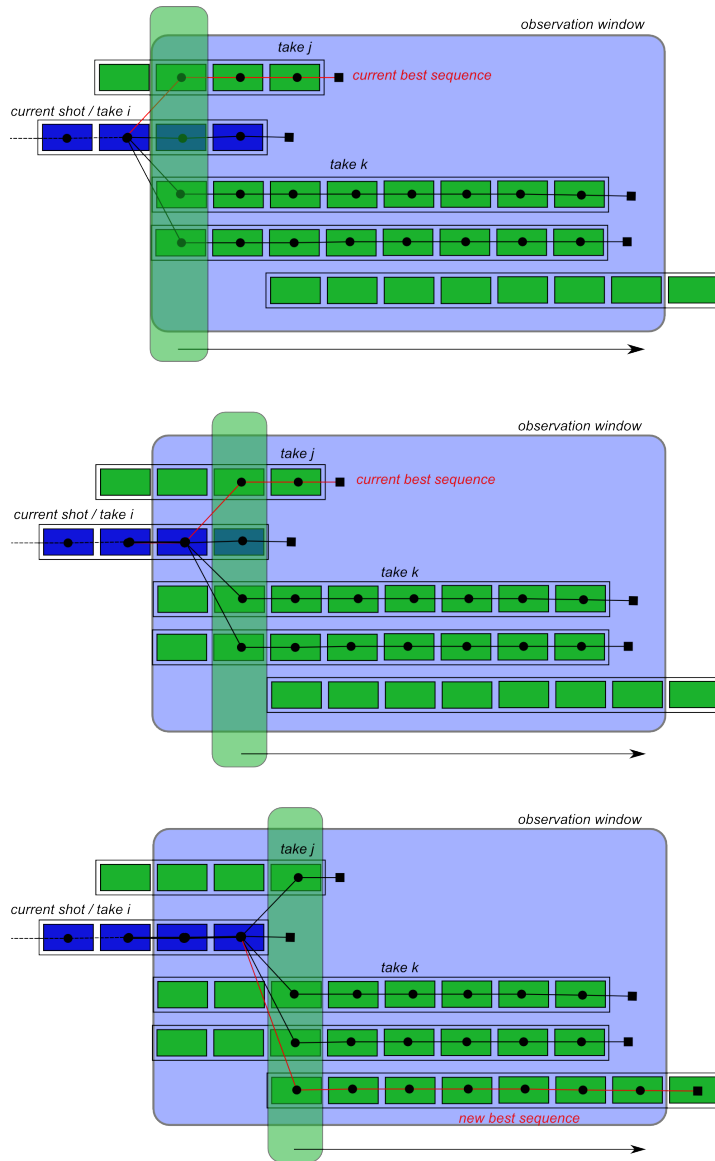 observation window
take j
current best sequence
current shot / take i
take k
observation window
take j
current best sequence
current shot / take i
take k
observation window
take j
current shot / take i
take k
new best sequence